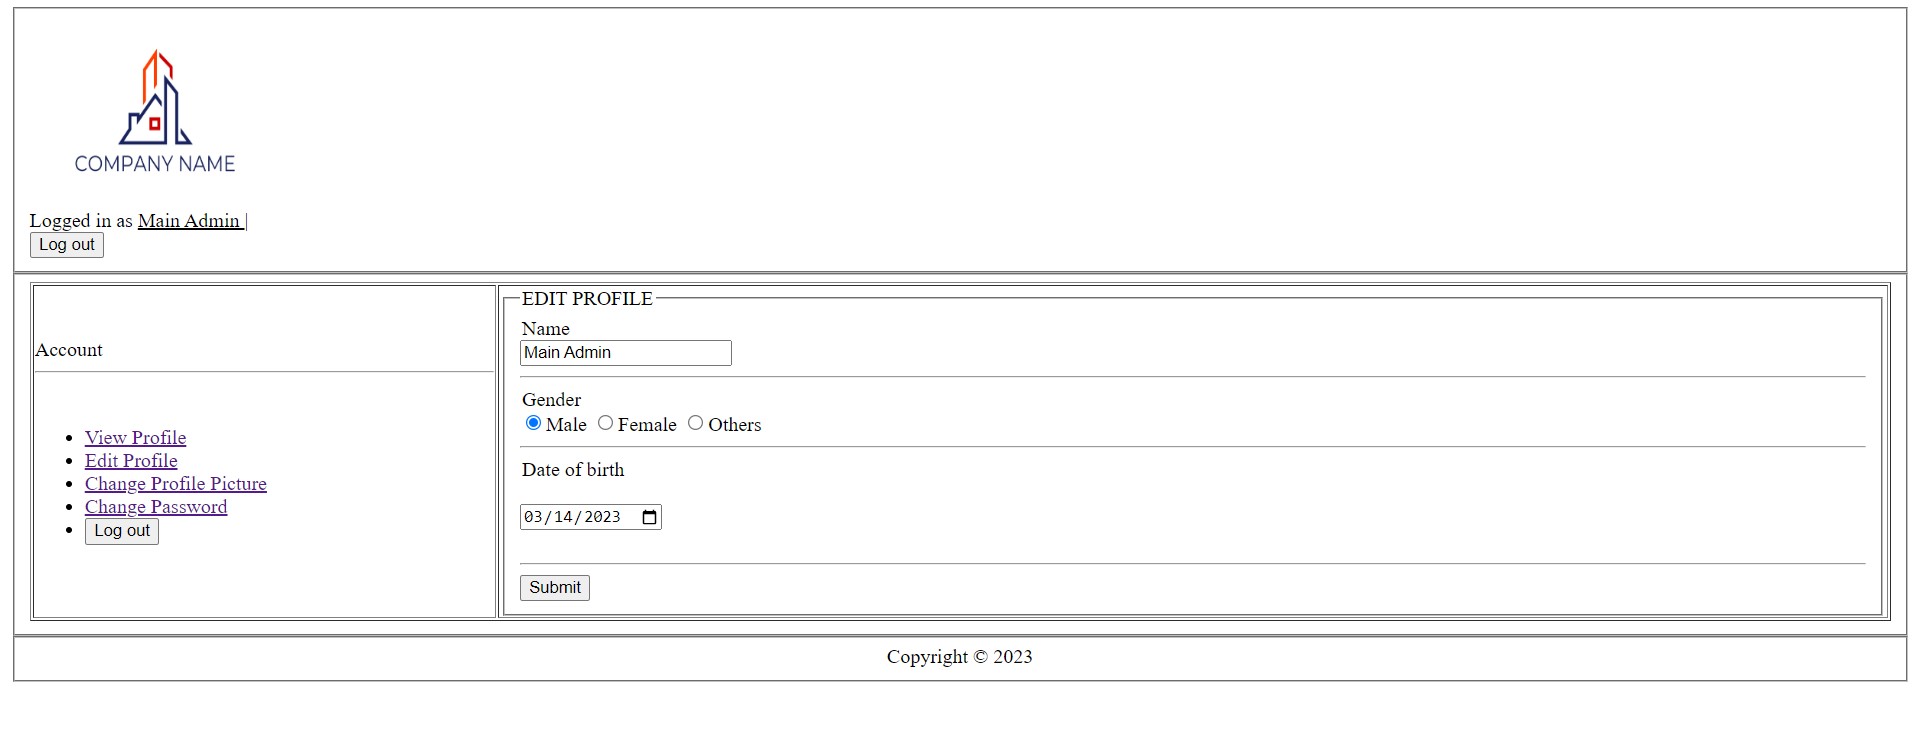 COMPANY NAME
Logged in as Main Admin |
Log out
Account
View Profile
Edit Profile
Change Profile Picture
Change Password
Log out
EDIT PROFILE
Name
Main Admin
Gender
Male Female Others
Date of birth
03/14/2023
Submit
Copyright © 2023